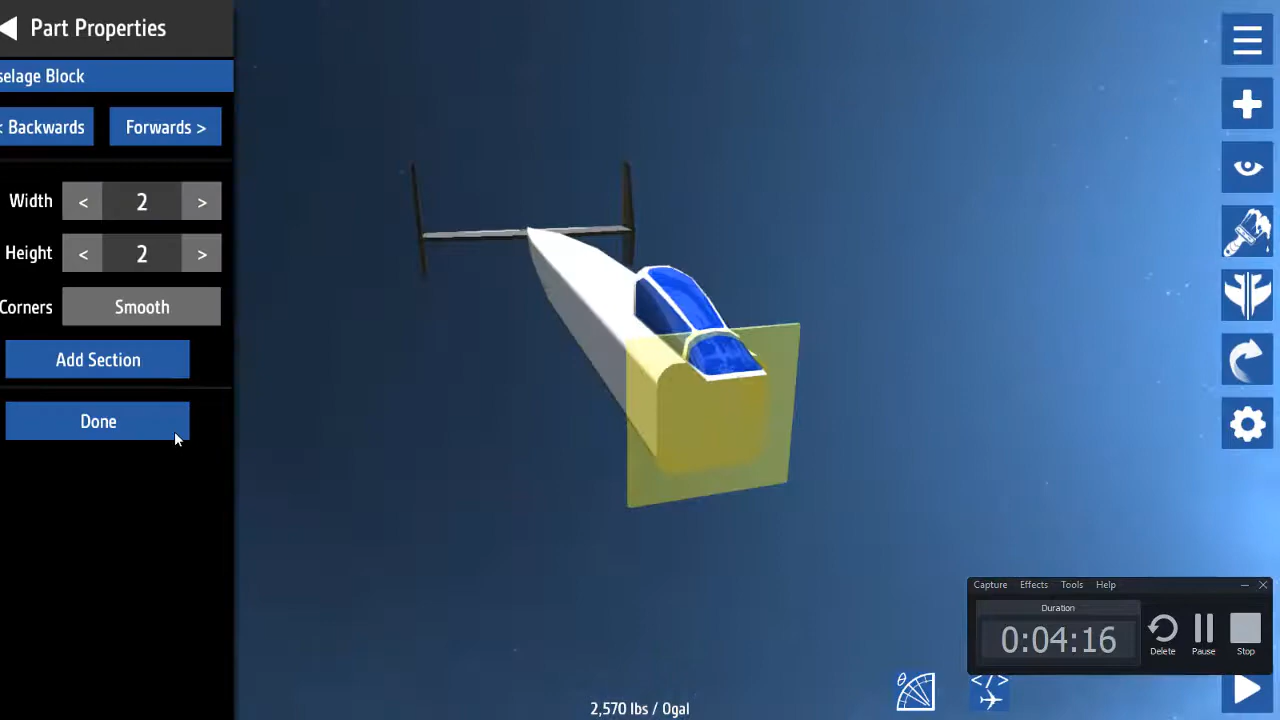 Part Properties
selage Block
< Backwards
Forwards >
Width
<
2
>
Height
<
2
>
Corners
Smooth
Add Section
Done
2,570 lbs / 0gal
θ
</>
Capture Effects Tools Help
Duration
0:04:16
Delete
Pause
Stop